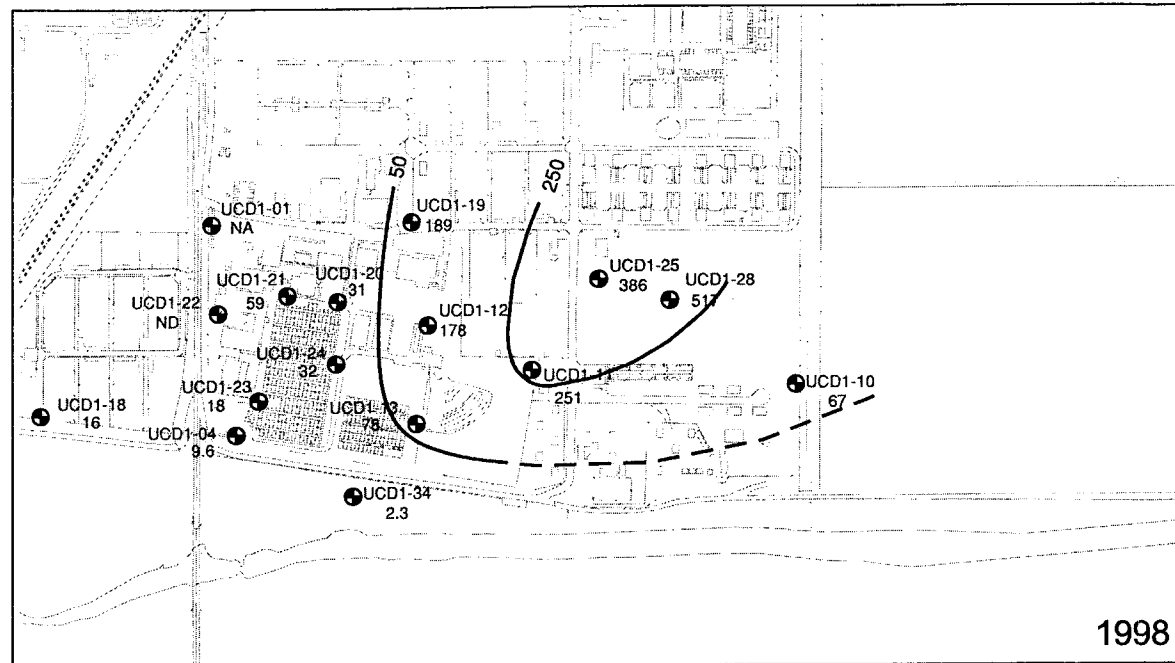 50
250
UCD1-01
NA
UCD1-19
189
UCD1-25
386
UCD1-28
517
UCD1-21
59
UCD1-20
31
UCD1-22
ND
UCD1-12
178
UCD1-24
32
UCD1-11
251
UCD1-10
67
UCD1-23
18
UCD1-18
16
UCD1-13
78
UCD1-04
9.6
UCD1-34
2.3
1998